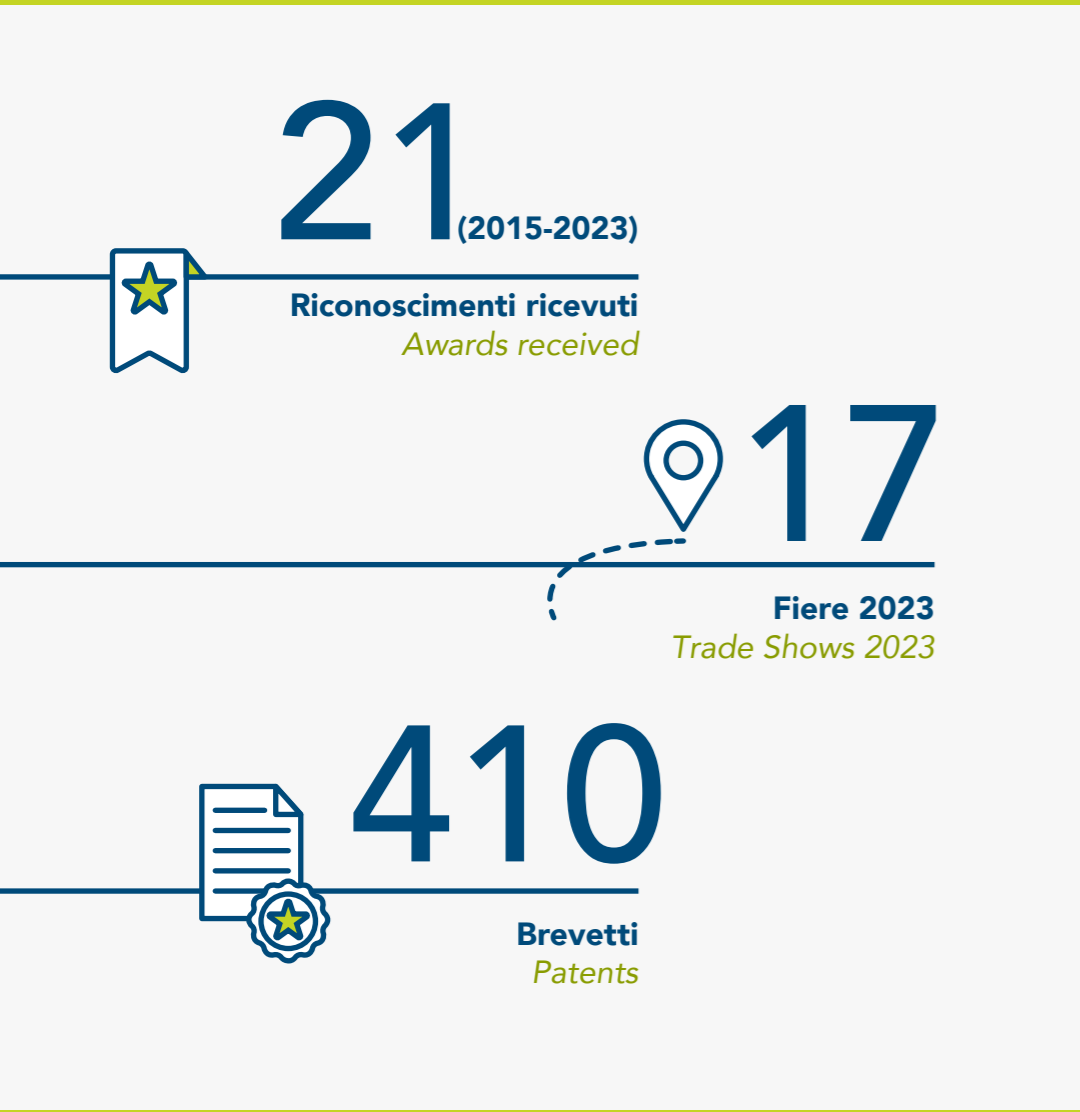 21 (2015-2023)
Riconoscimenti ricevuti
Awards received
17
Fiere 2023
Trade Shows 2023
410
Brevetti
Patents